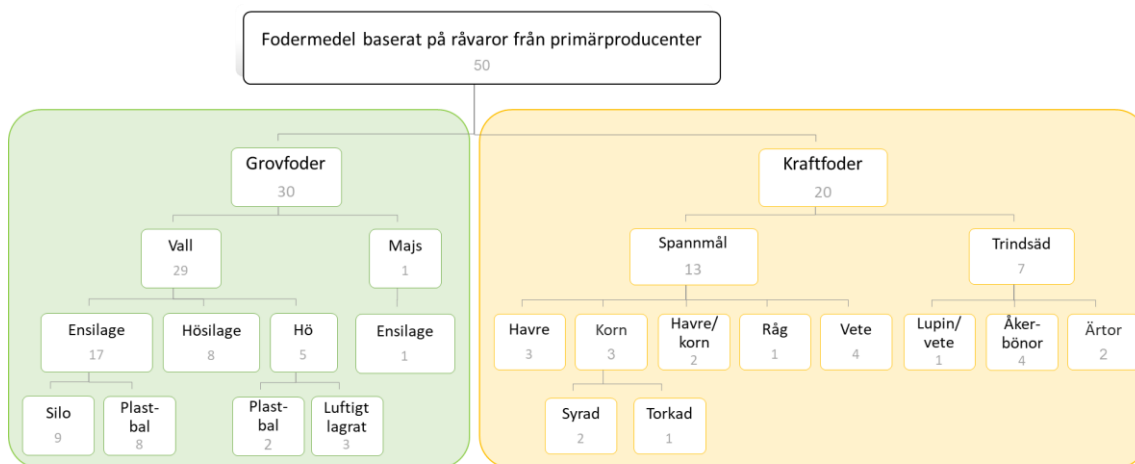 Fodermedel baserat på råvaror från primärproducenter
50
Grovfoder
30
Kraftfoder
20
Vall
29
Majs
1
Spannmål
13
Trindsäd
7
Ensilage
17
Hösilage
8
Hö
5
Ensilage
1
Havre
3
Korn
3
Havre/
korn
2
Råg
1
Vete
4
Lupin/
vete
1
Åker-
bönor
4
Ärtor
2
Silo
9
Plast-
bal
8
Plast-
bal
2
Luftigt
lagrat
3
Syrad
2
Torkad
1